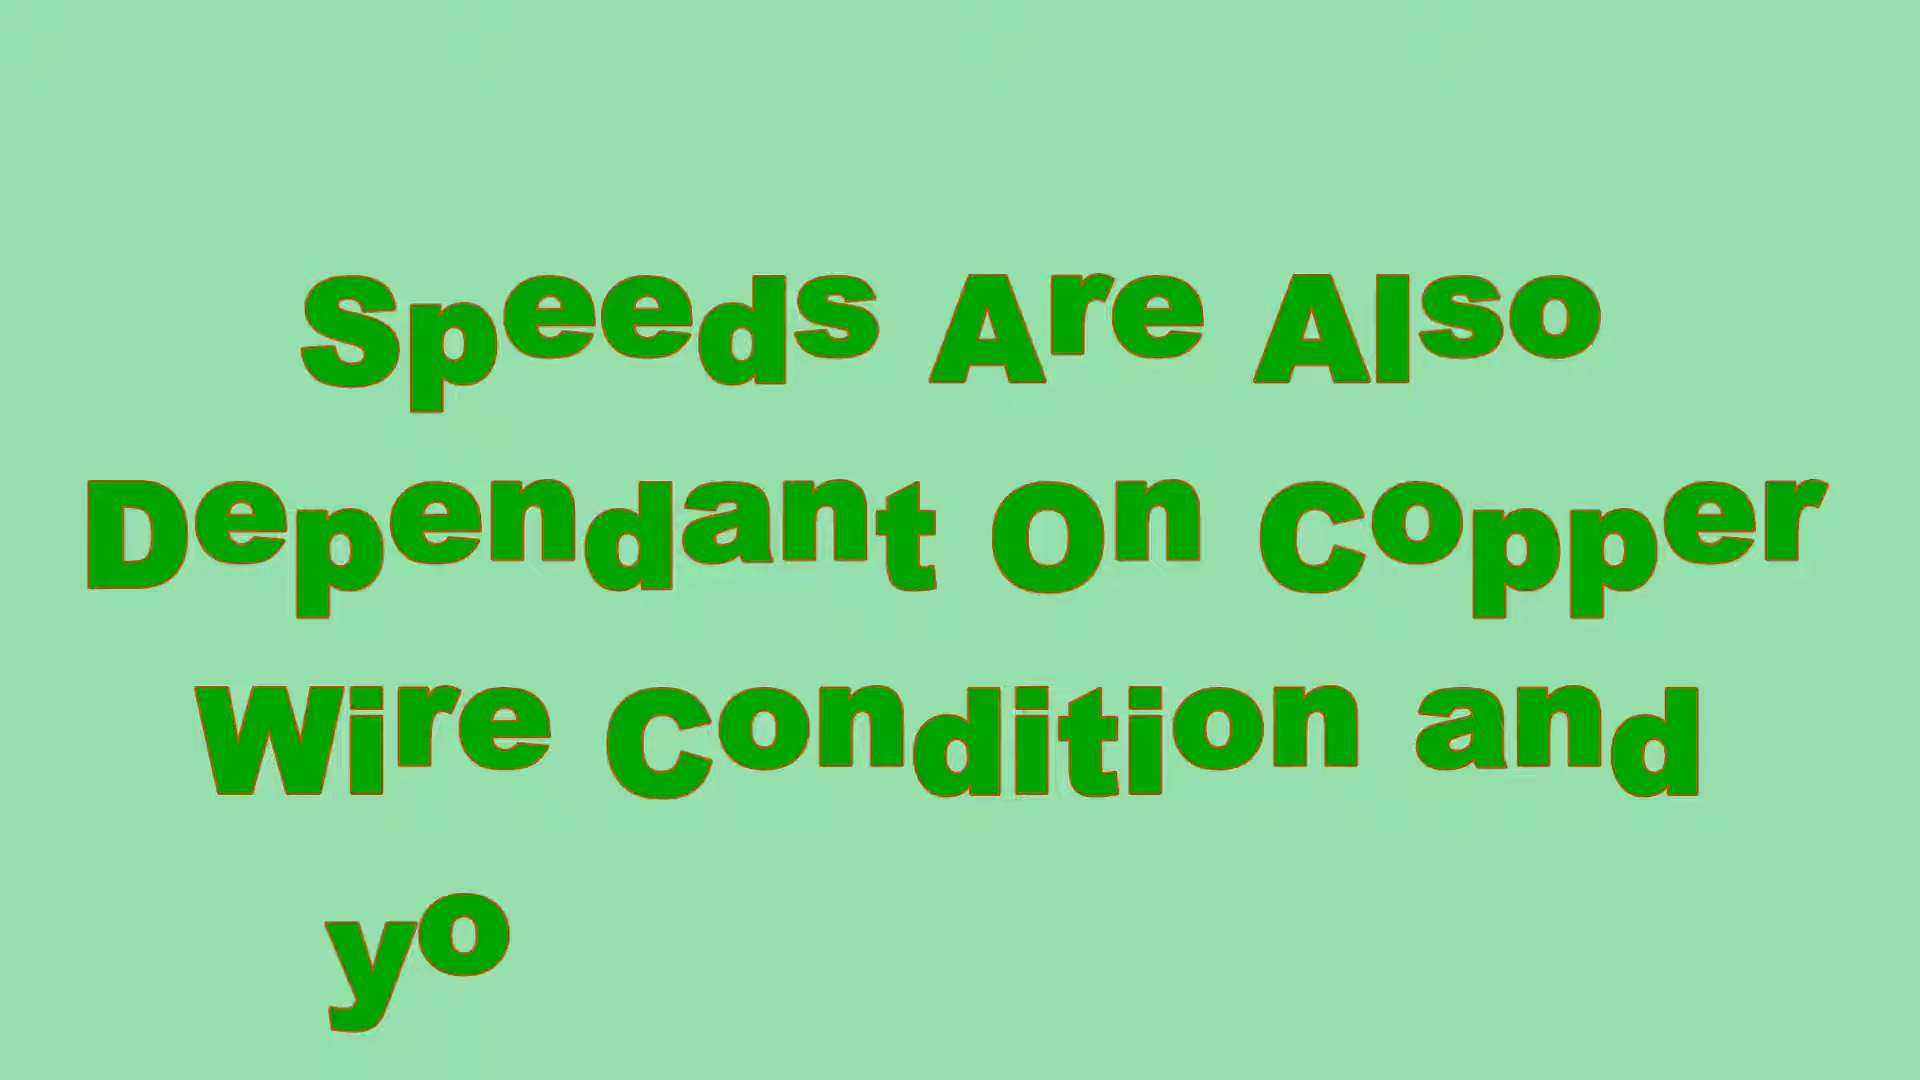 Speeds Are Also
Dependant On Copper
Wire Condition and
yo